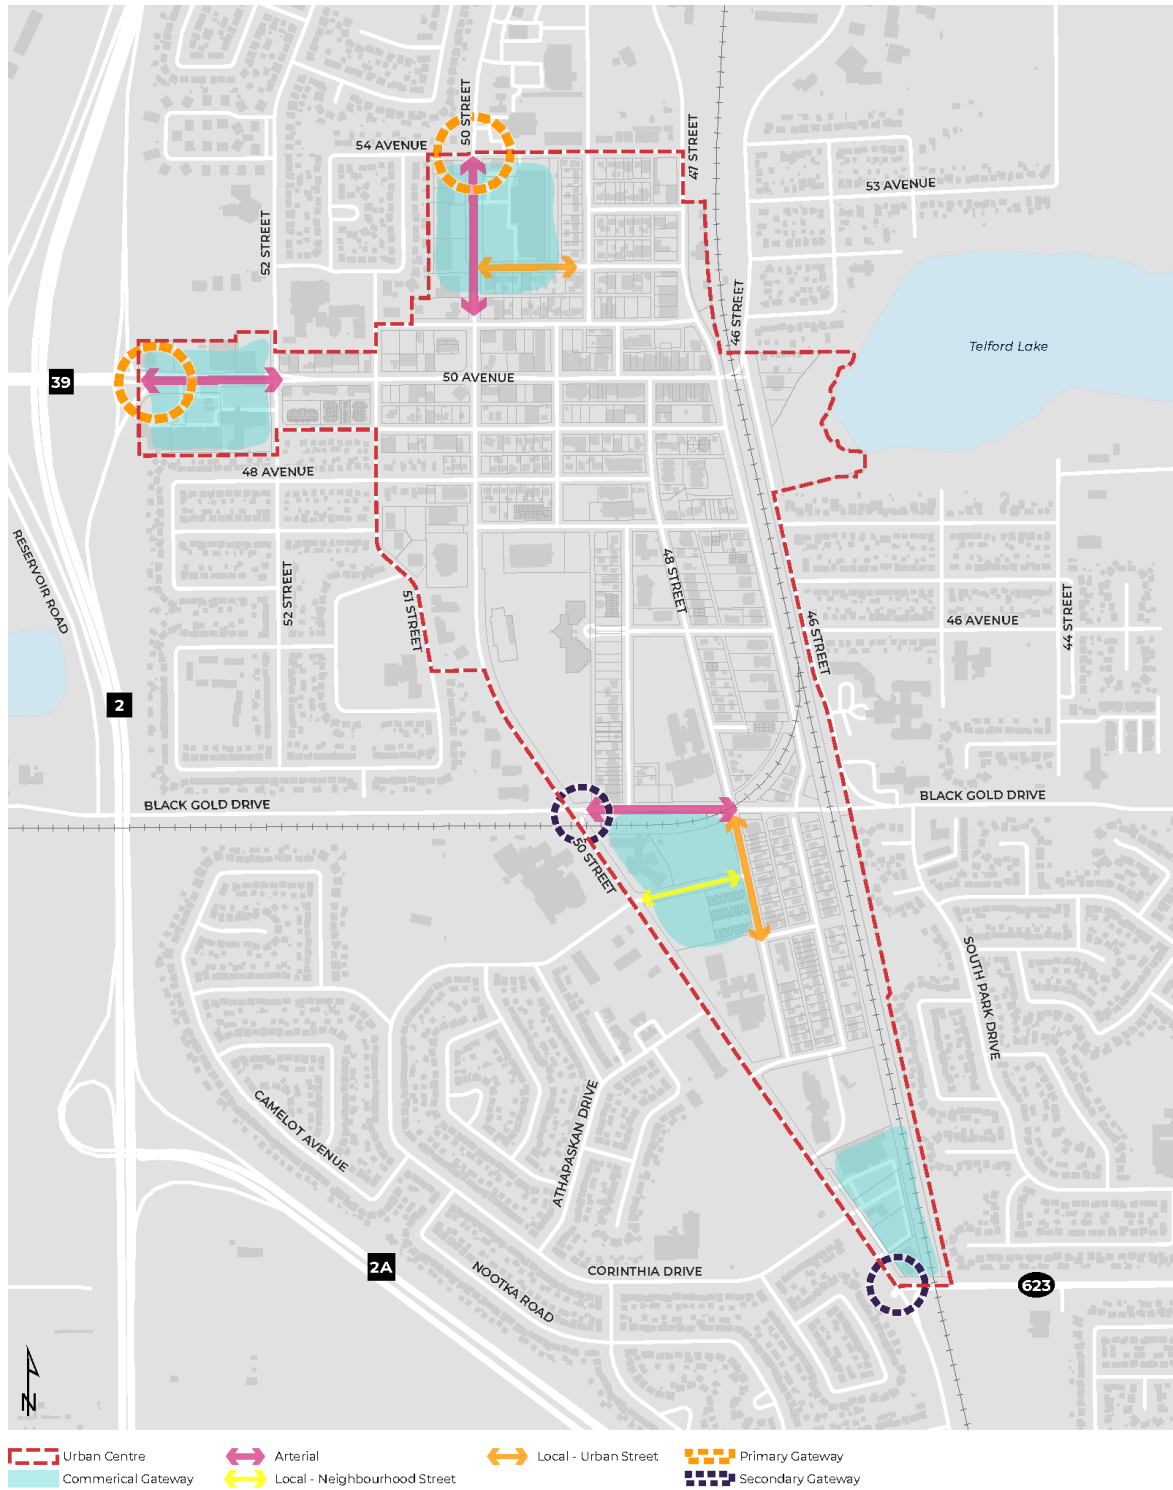 50 STREET
54 AVENUE
47 STREET
53 AVENUE
52 STREET
46 STREET
Telford Lake
39
50 AVENUE
48 AVENUE
RESERVOIR ROAD
52 STREET
51 STREET
48 STREET
46 STREET
46 AVENUE
44 STREET
2
BLACK GOLD DRIVE
BLACK GOLD DRIVE
50 STREET
SOUTH PARK DRIVE
CAMELOT AVENUE
ATHAPASKAN DRIVE
2A
NOOTKA ROAD
CORINTHIA DRIVE
623
N
Urban Centre
Arterial
Local - Urban Street
Primary Gateway
Commerical Gateway
Local - Neighbourhood Street
Secondary Gateway